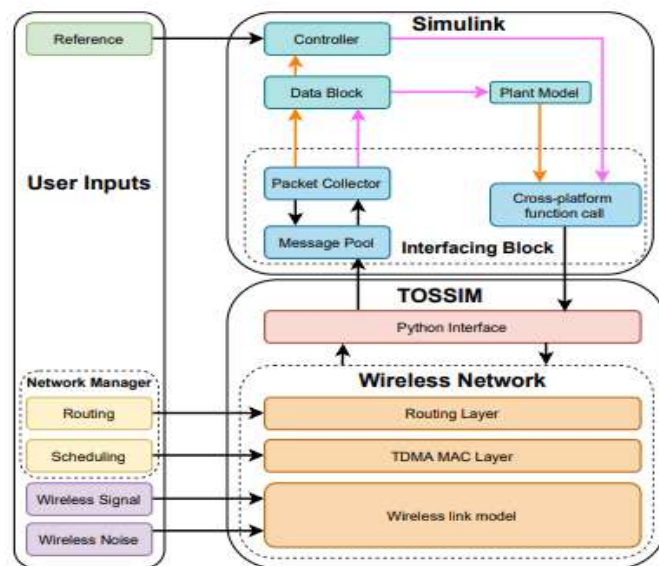 Simulink
Reference
Controller
Data Block
Plant Model
User Inputs
Packet Collector
Cross-platform
function call
Message Pool
Interfacing Block
TOSSIM
Python Interface
Network Manager
Wireless Network
Routing
Routing Layer
Scheduling
TDMA MAC Layer
Wireless Signal
Wireless link model
Wireless Noise